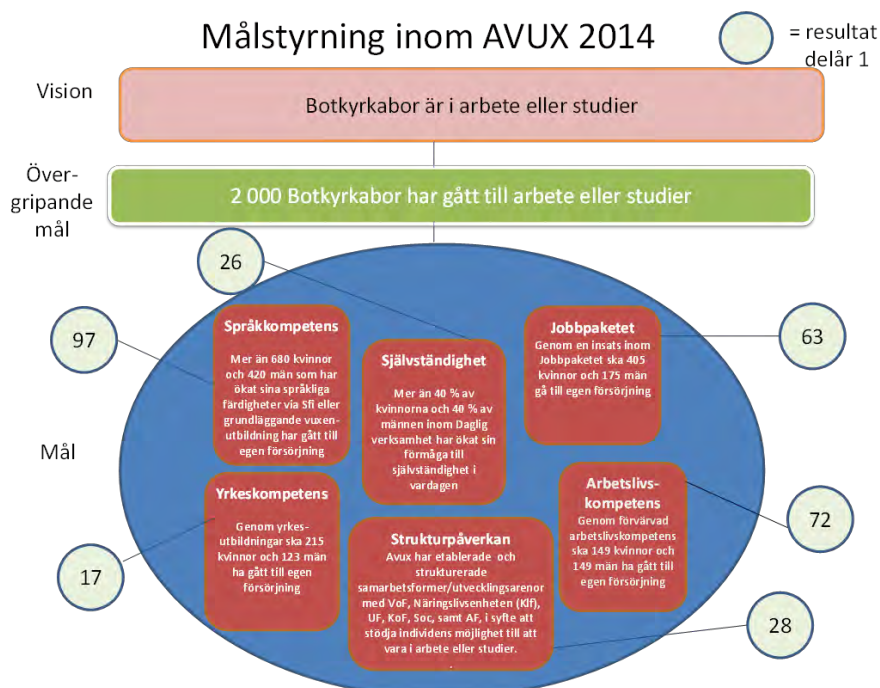 Målstyrning inom AVUX 2014
= resultat
delår 1
Vision
Botkyrkabor är i arbete eller studier
Över-
gripande
mål
2 000 Botkyrkabor har gått till arbete eller studier
26
97
63
Språkkompetens
Mer än 680 kvinnor
och 420 män som har
ökat sina språkliga
färdigheter via Sfi eller
grundläggande vuxen-
utbildning har gått till
egen försörjning
Självständighet
Mer än 40 % av
kvinnorna och 40 % av
männen inom Daglig
verksamhet har ökat sin
förmåga till
självständighet i
vardagen
Jobbpaketet
Genom en insats inom
Jobbpaketet ska 405
kvinnor och 175 män
gå till egen försörjning
Mål
Yrkeskompetens
Genom yrkes-
utbildningar ska 215
kvinnor och 123 män
ha gått till egen
försörjning
Strukturpåverkan
Avux har etablerade och
strukturerade
samarbetsformer/utvecklingsarenor
med VoF, Näringslivsenheten (Klf),
UF, KoF, Soc, samt AF, i syfte att
stödja individens möjlighet till att
vara i arbete eller studier.
.
Arbetslivs-
kompetens
Genom förvärvad
arbetslivskompetens
ska 149 kvinnor och
149 män ha gått till
egen försörjning
72
17
28